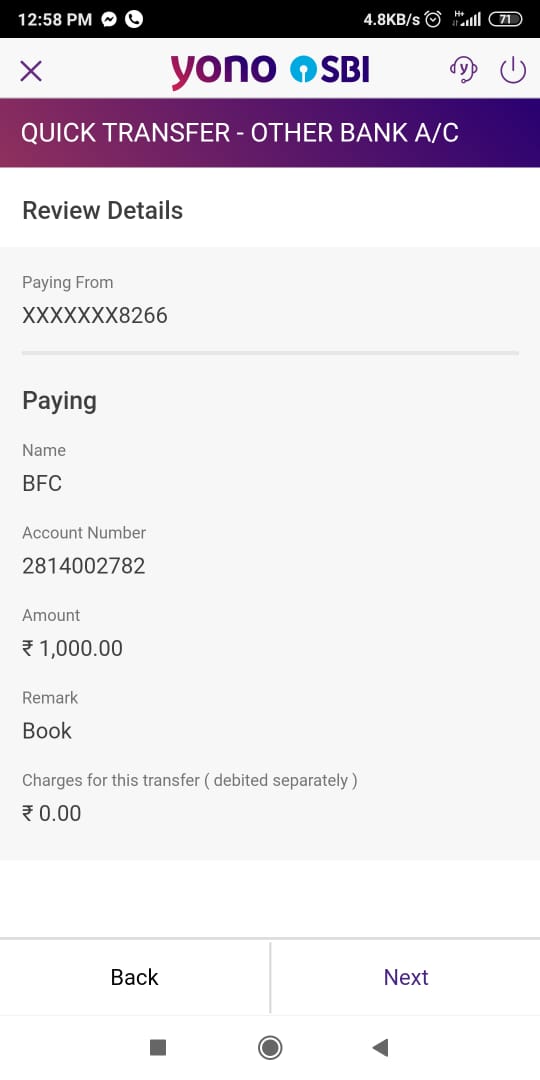 12:58 PM 4.8KB/s H+ 71
yono SBI
QUICK TRANSFER - OTHER BANK A/C
Review Details
Paying From
XXXXXXX8266
Paying
Name
BFC
Account Number
2814002782
Amount
₹ 1,000.00
Remark
Book
Charges for this transfer ( debited separately )
₹ 0.00
Back Next